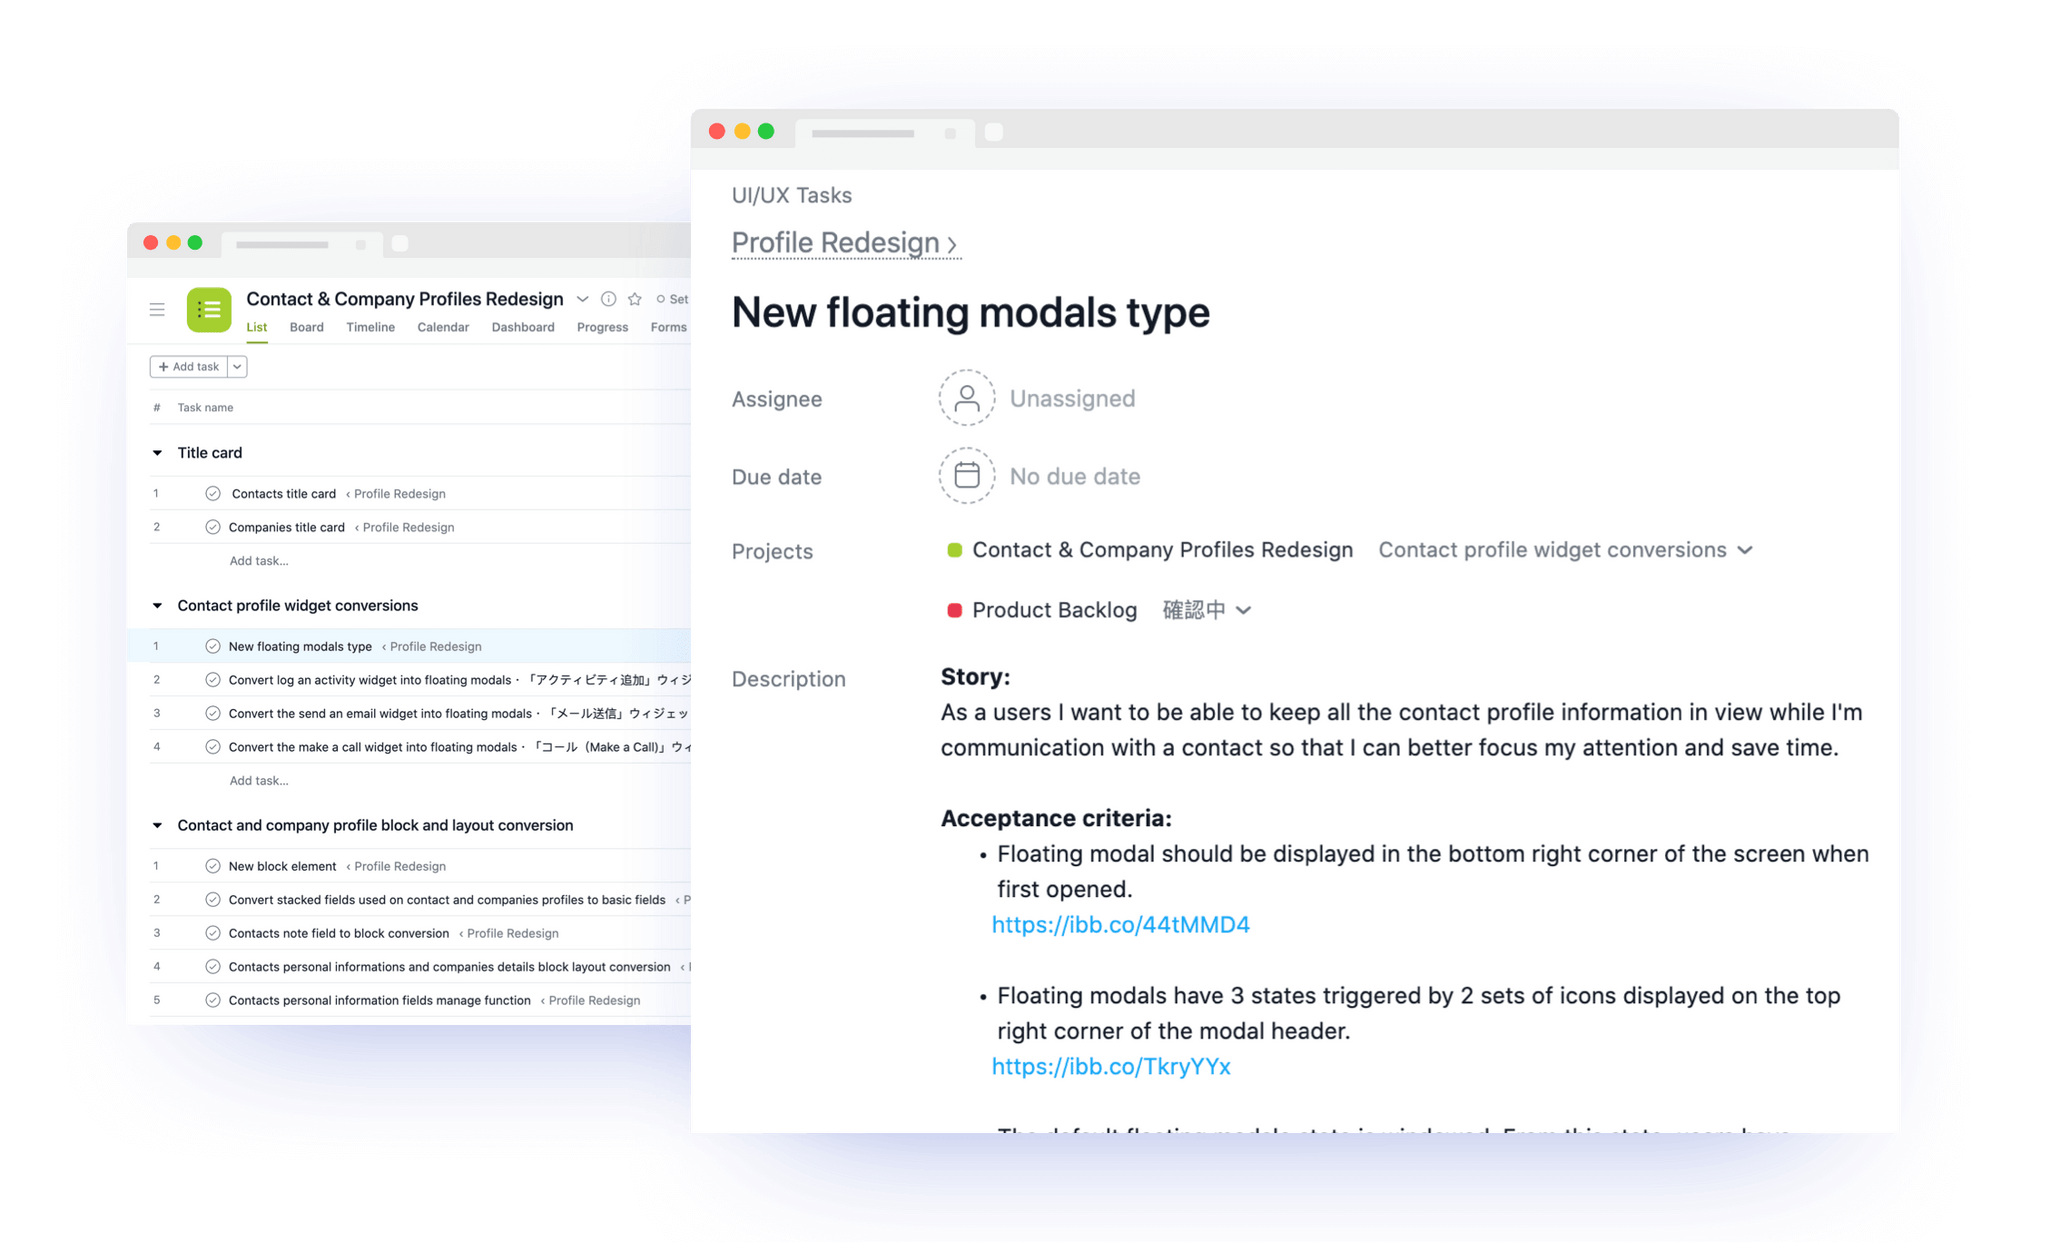 Contact & Company Profiles Redesign
Set
List Board Timeline Calendar Dashboard Progress Forms
+ Add task
# Task name
Title card
1 Contacts title card ‹ Profile Redesign
2 Companies title card ‹ Profile Redesign
Add task...
Contact profile widget conversions
1 New floating modals type ‹ Profile Redesign
2 Convert log an activity widget into floating modals・「アクティビティ追加」ウィジ
3 Convert the send an email widget into floating modals・「メール送信」ウィジェッ
4 Convert the make a call widget into floating modals・「コール（Make a Call)」ウィ
Add task...
Contact and company profile block and layout conversion
1 New block element ‹ Profile Redesign
2 Convert stacked fields used on contact and companies profiles to basic fields ‹ P
3 Contacts note field to block conversion ‹ Profile Redesign
4 Contacts personal informations and companies details block layout conversion ‹
5 Contacts personal information fields manage function ‹ Profile Redesign
UI/UX Tasks
Profile Redesign ›
New floating modals type
Assignee Unassigned
Due date No due date
Projects Contact & Company Profiles Redesign Contact profile widget conversions
Product Backlog 確認中
Description Story:
As a users I want to be able to keep all the contact profile information in view while I'm
communication with a contact so that I can better focus my attention and save time.
Acceptance criteria:
• Floating modal should be displayed in the bottom right corner of the screen when
first opened.
https://ibb.co/44tMMD4
• Floating modals have 3 states triggered by 2 sets of icons displayed on the top
right corner of the modal header.
https://ibb.co/TkryYYx